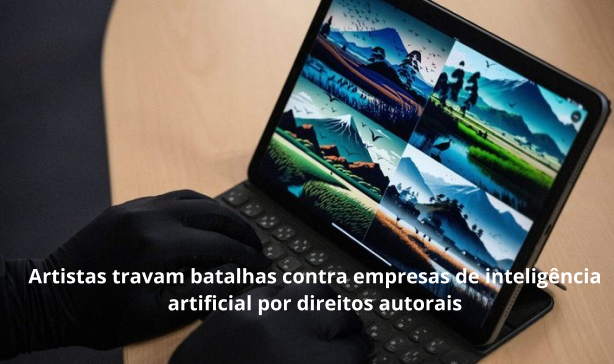 Artistas travam batalhas contra empresas de inteligência
artificial por direitos autorais